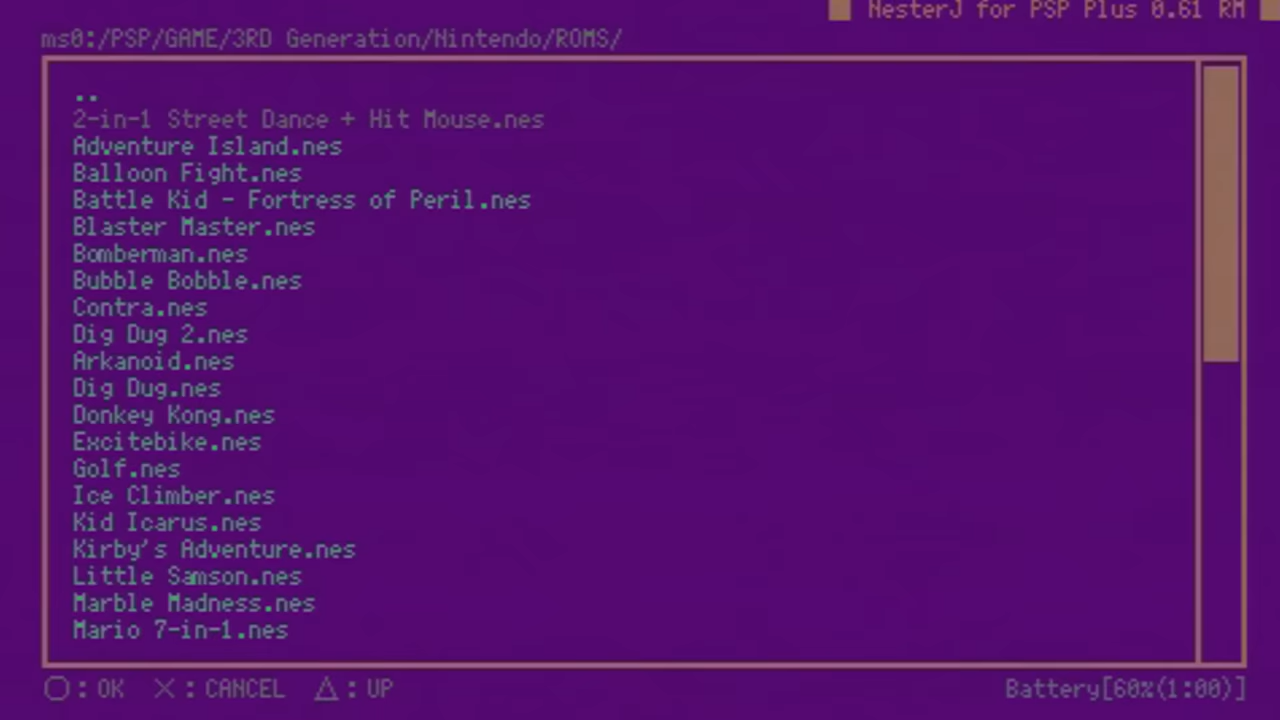 NesterJ for PSP Plus 0.61 RM
ms0:/PSP/GAME/3RD Generation/Nintendo/ROMS/
..
2-in-1 Street Dance + Hit Mouse.nes
Adventure Island.nes
Balloon Fight.nes
Battle Kid - Fortress of Peril.nes
Blaster Master.nes
Bomberman.nes
Bubble Bobble.nes
Contra.nes
Dig Dug 2.nes
Arkanoid.nes
Dig Dug.nes
Donkey Kong.nes
Excitebike.nes
Golf.nes
Ice Climber.nes
Kid Icarus.nes
Kirby's Adventure.nes
Little Samson.nes
Marble Madness.nes
Mario 7-in-1.nes
◯:OK ✕:CANCEL △:UP Battery[60%(1:00)]